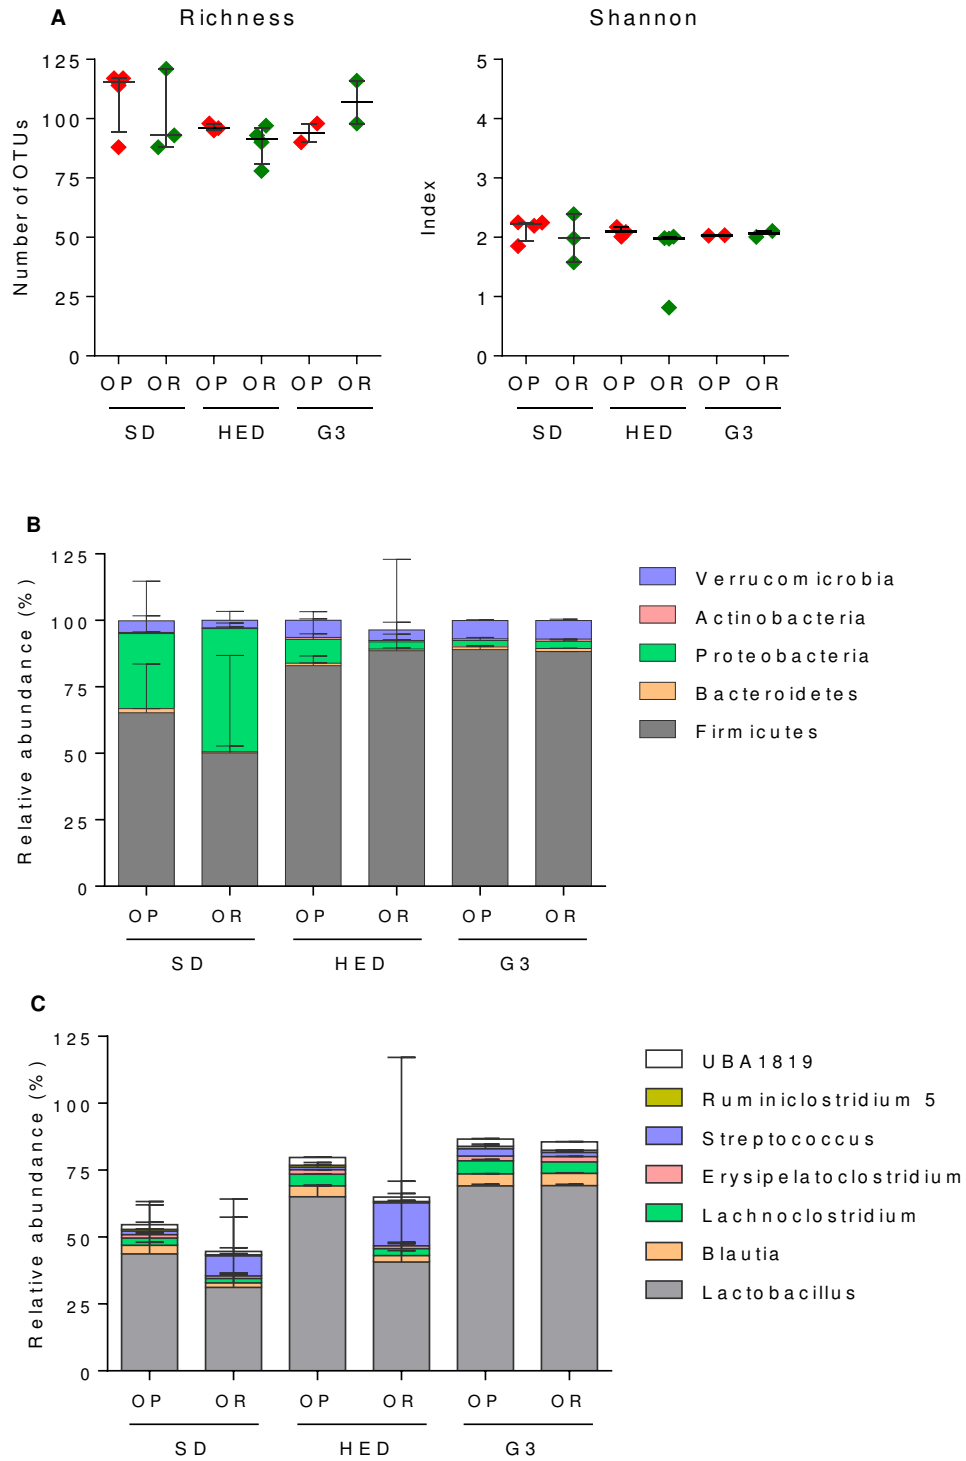 A
Richness
Shannon
Number of OTUs
125
100
75
50
25
0
OP OR OP OR OP OR
SD HED G3
Index
5
4
3
2
1
0
OP OR OP OR OP OR
SD HED G3
B
Relative abundance (%)
125
100
75
50
25
0
OP OR OP OR OP OR
SD HED G3
Verrucomicrobia
Actinobacteria
Proteobacteria
Bacteroidetes
Firmicutes
C
Relative abundance (%)
125
100
75
50
25
0
OP OR OP OR OP OR
SD HED G3
UBA1819
Ruminiclostridium 5
Streptococcus
Erysipelatoclostridium
Lachnoclostridium
Blautia
Lactobacillus